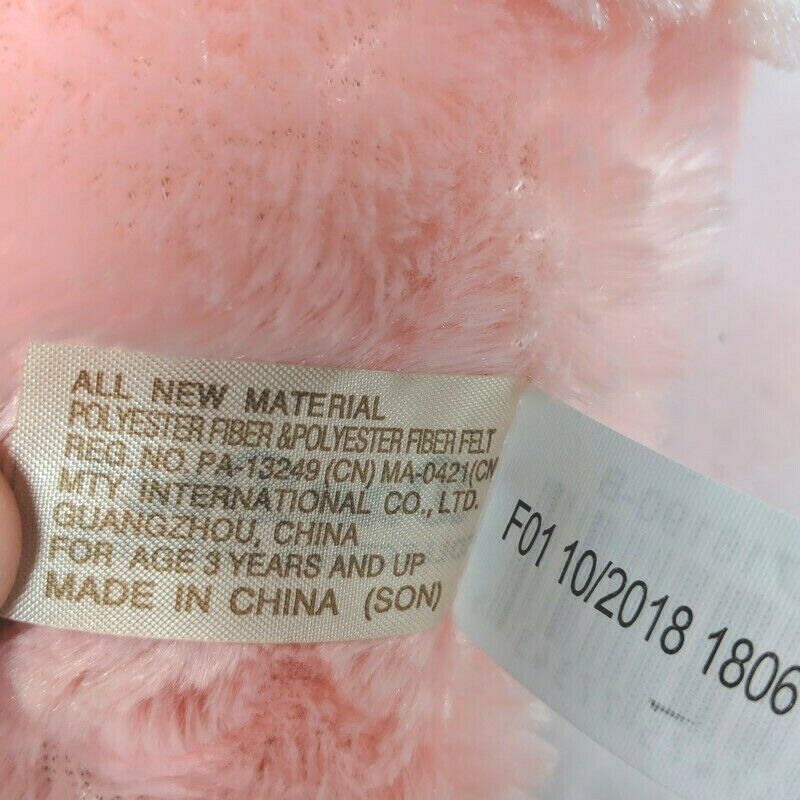 ALL NEW MATERIAL
POLYESTER FIBER &POLYESTER FIBER FELT
REG. NO. PA-13249 (CN) MA-0421(CN
MTY INTERNATIONAL CO., LTD.
GUANGZHOU, CHINA
FOR AGE 3 YEARS AND UP
MADE IN CHINA (SON)
F01 10/2018 1806